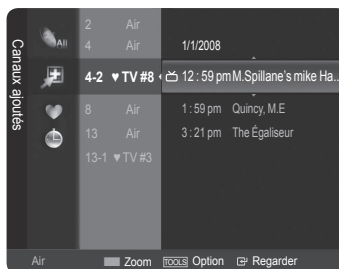 Canaux ajoutés
All
2 Air
4 Air
1/1/2008
4-2 ♥ TV #8
12 : 59 pm M.Spillane's mike Ha..
8 Air
1 : 59 pm Quincy, M.E
13 Air
3 : 21 pm The Égaliseur
13-1 ♥ TV #3
Air
Zoom
TOOLS Option
Regarder